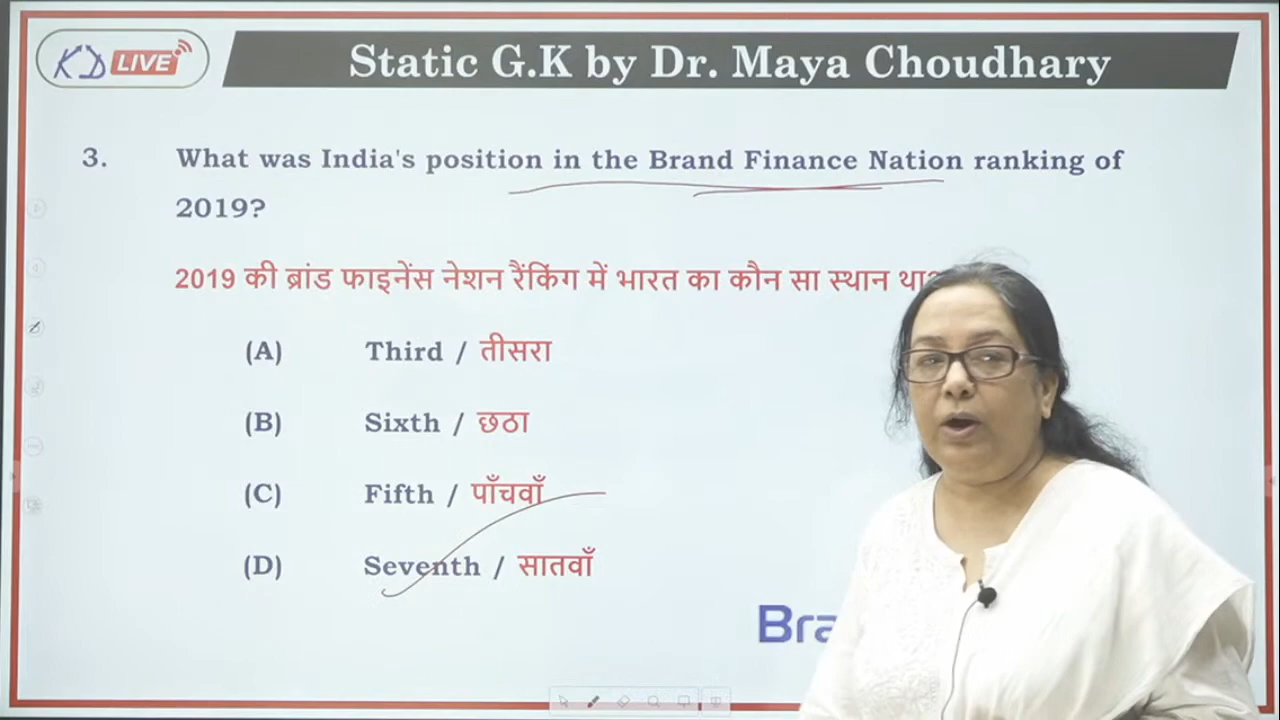 KD LIVE
Static G.K by Dr. Maya Choudhary
3. What was India's position in the Brand Finance Nation ranking of
2019?
2019 की ब्रांड फाइनेंस नेशन रैंकिंग में भारत का कौन सा स्थान था
(A) Third / तीसरा
(B) Sixth / छठा
(C) Fifth / पाँचवाँ
(D) Seventh / सातवाँ
Bra